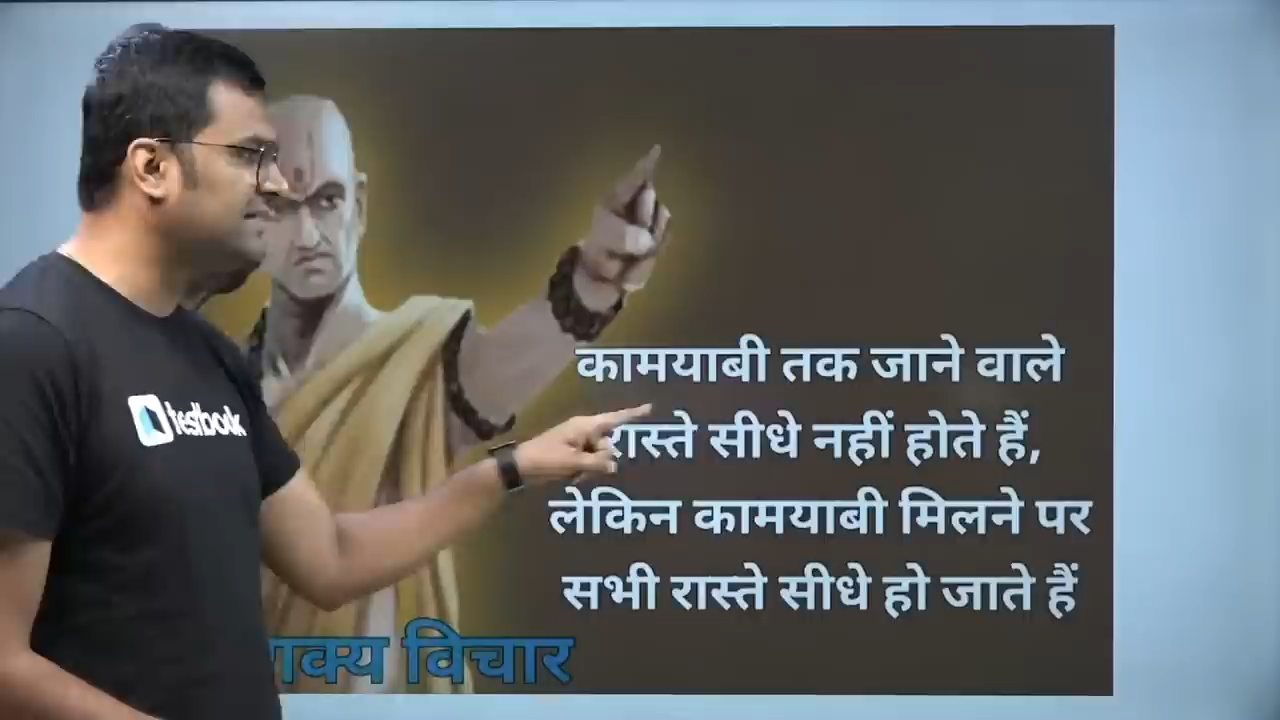 testbook
कामयाबी तक जाने वाले
रास्ते सीधे नहीं होते हैं,
लेकिन कामयाबी मिलने पर
सभी रास्ते सीधे हो जाते हैं
विचार